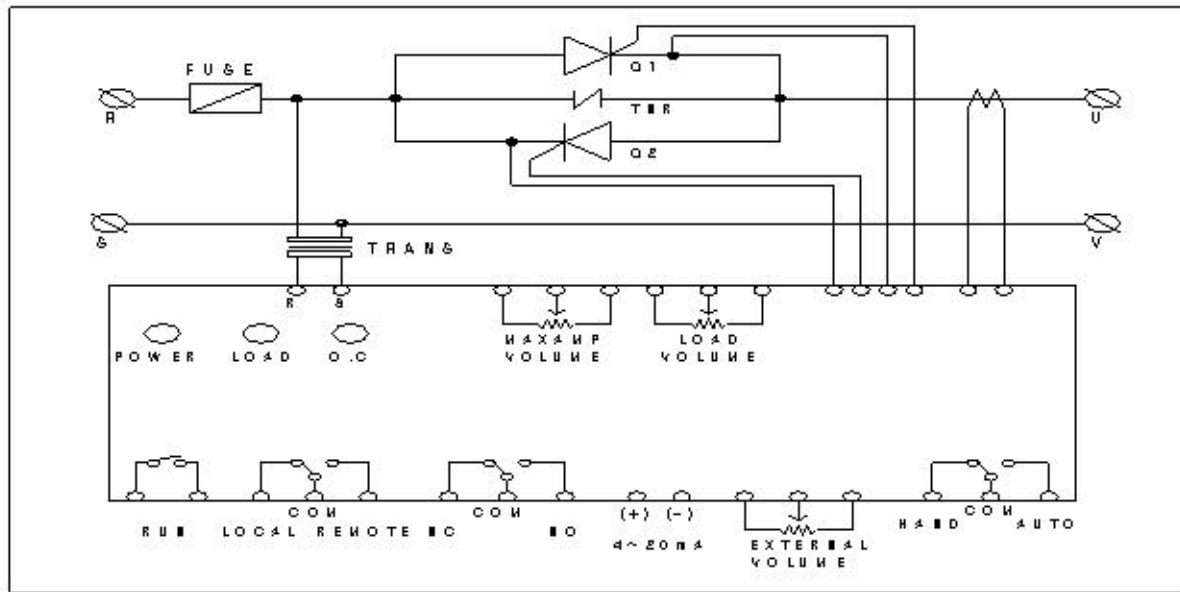 FUSE
Q1
R
TNR
U
Q2
S
V
TRANS
R S
POWER LOAD O.C
MAXAMP VOLUME
LOAD VOLUME
RUN
LOCAL COM REMOTE
NC COM NO
(+) (-)
4~20mA
EXTERNAL VOLUME
HAND COM AUTO